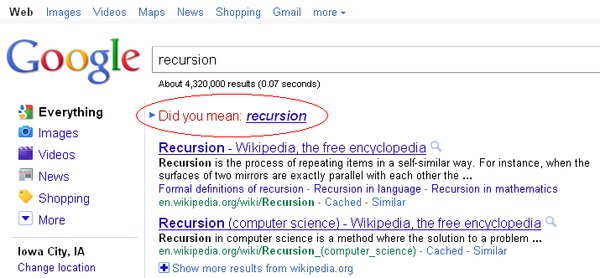 Web Images Videos Maps News Shopping Gmail more
Google
recursion
About 4,320,000 results (0.07 seconds)
Everything
Images
Videos
News
Shopping
More
Iowa City, IA
Change location
Did you mean: recursion
Recursion - Wikipedia, the free encyclopedia
Recursion is the process of repeating items in a self-similar way. For instance, when the
surfaces of two mirrors are exactly parallel with each other the ...
Formal definitions of recursion - Recursion in language - Recursion in mathematics
en.wikipedia.org/wiki/Recursion - Cached - Similar
Recursion (computer science) - Wikipedia, the free encyclopedia
Recursion in computer science is a method where the solution to a problem ...
en.wikipedia.org/wiki/Recursion_(computer_science) - Cached - Similar
Show more results from wikipedia.org